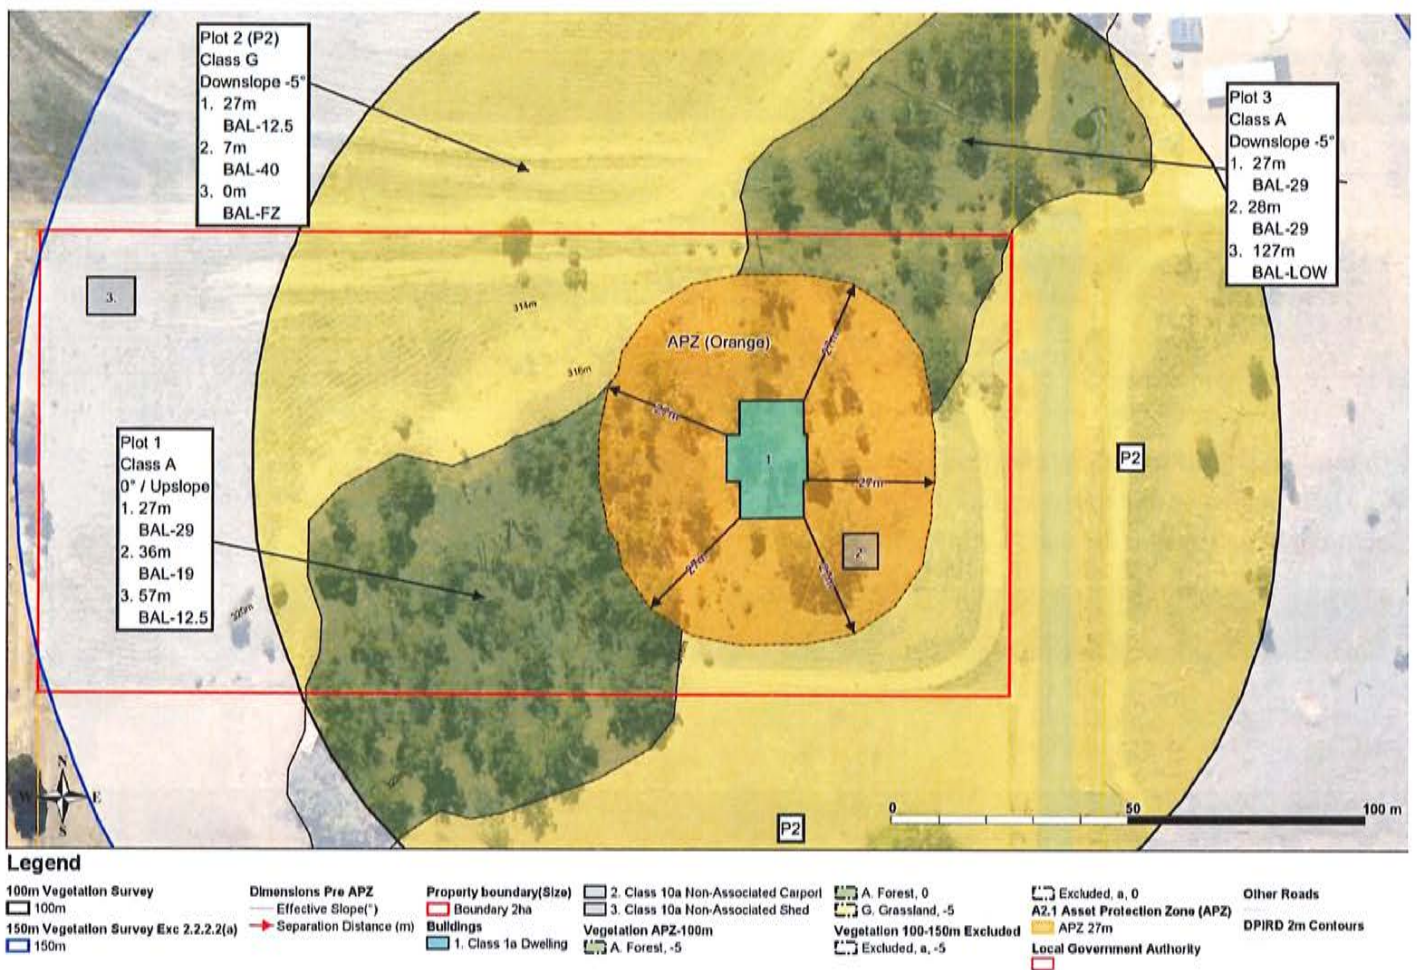 Plot 2 (P2)
Class G
Downslope -5°
1. 27m
BAL-12.5
2. 7m
BAL-40
3. 0m
BAL-FZ
Plot 3
Class A
Downslope -5°
1. 27m
BAL-29
2. 28m
BAL-29
3. 127m
BAL-LOW
3.
314m
316m
APZ (Orange)
27m
27m
1
27m
27m
27m
2
P2
Plot 1
Class A
0° / Upslope
1. 27m
BAL-29
2. 36m
BAL-19
3. 57m
BAL-12.5
320m
N
W E
S
P2
0 50 100 m
Legend
100m Vegetation Survey
100m
150m Vegetation Survey Exc 2.2.2.2(a)
150m
Dimensions Pre APZ
Effective Slope(°)
Separation Distance (m)
Property boundary(Size)
Boundary 2ha
Buildings
1. Class 1a Dwelling
2. Class 10a Non-Associated Carport
3. Class 10a Non-Associated Shed
Vegetation APZ-100m
A. Forest, -5
A. Forest, 0
G. Grassland, -5
Vegetation 100-150m Excluded
Excluded, a, -5
Excluded, a, 0
A2.1 Asset Protection Zone (APZ)
APZ 27m
Local Government Authority
Other Roads
DPIRD 2m Contours